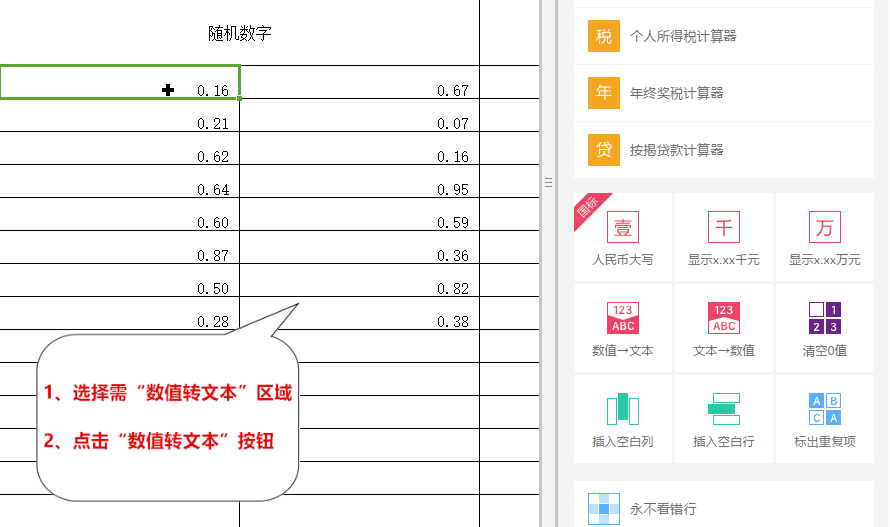 随机数字
0.16 0.67
0.21 0.07
0.62 0.16
0.64 0.95
0.60 0.59
0.87 0.36
0.50 0.82
0.28 0.38
1、选择需“数值转文本”区域
2、点击“数值转文本”按钮
税 个人所得税计算器
年 年终奖税计算器
贷 按揭贷款计算器
国标
壹 千 万
人民币大写 显示x.xx千元 显示x.xx万元
123 123 1
ABC ABC 2 3
数值→文本 文本→数值 清空0值
A B
C A
插入空白列 插入空白行 标出重复项
永不看错行